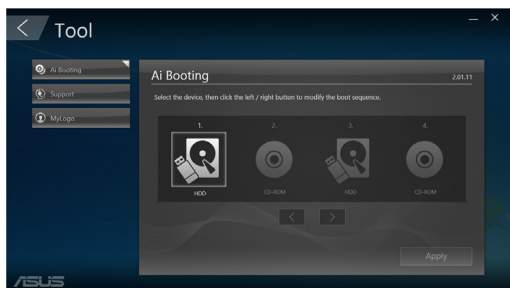 Tool
Ai Booting
Support
MyLogo
Ai Booting
2.01.11
Select the device, then click the left / right button to modify the boot sequence.
1. 2. 3. 4.
HDD CD-ROM HDD CD-ROM
Apply
ASUS